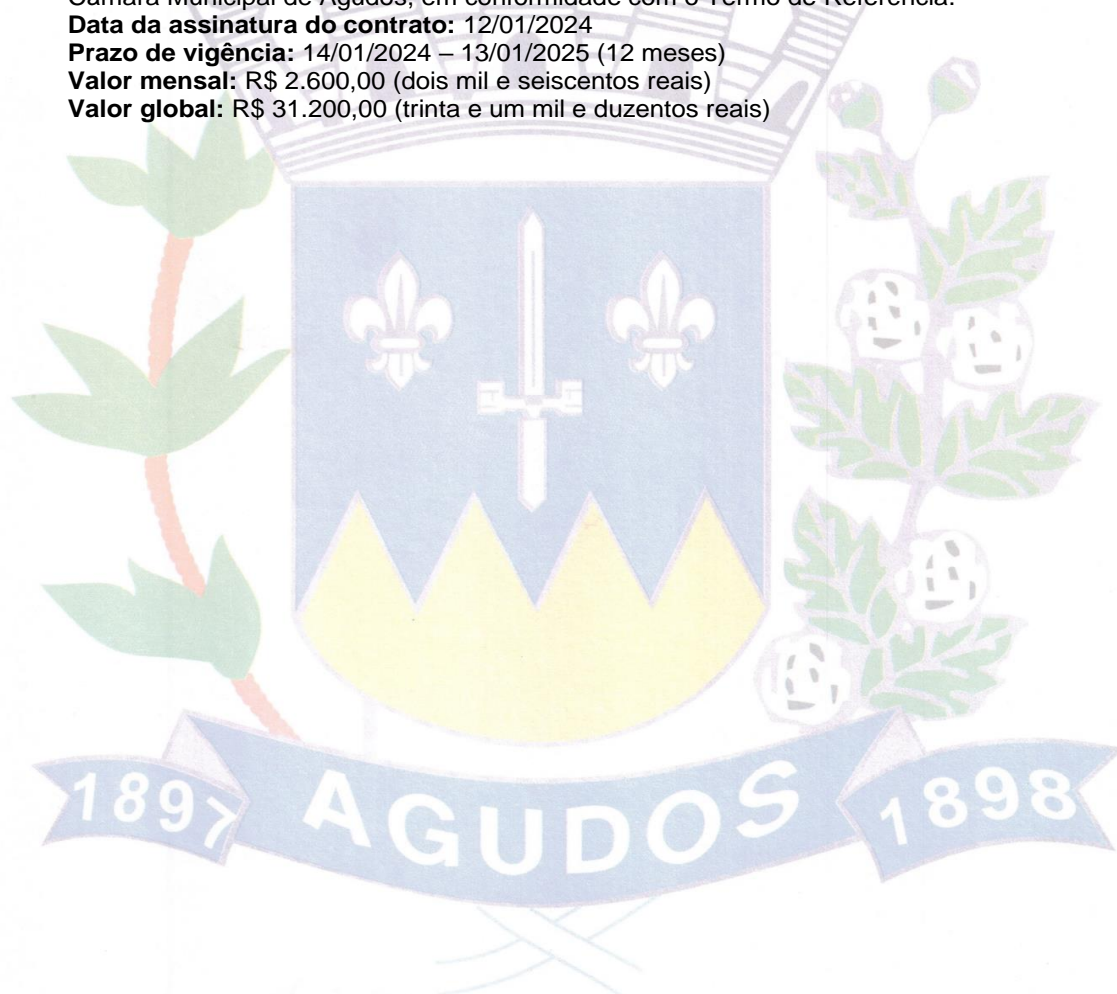 Câmara Municipal de Agudos, em conformidade com o Termo de Referência.
Data da assinatura do contrato: 12/01/2024
Prazo de vigência: 14/01/2024 – 13/01/2025 (12 meses)
Valor mensal: R$ 2.600,00 (dois mil e seiscentos reais)
Valor global: R$ 31.200,00 (trinta e um mil e duzentos reais)
1897 AGUDOS 1898